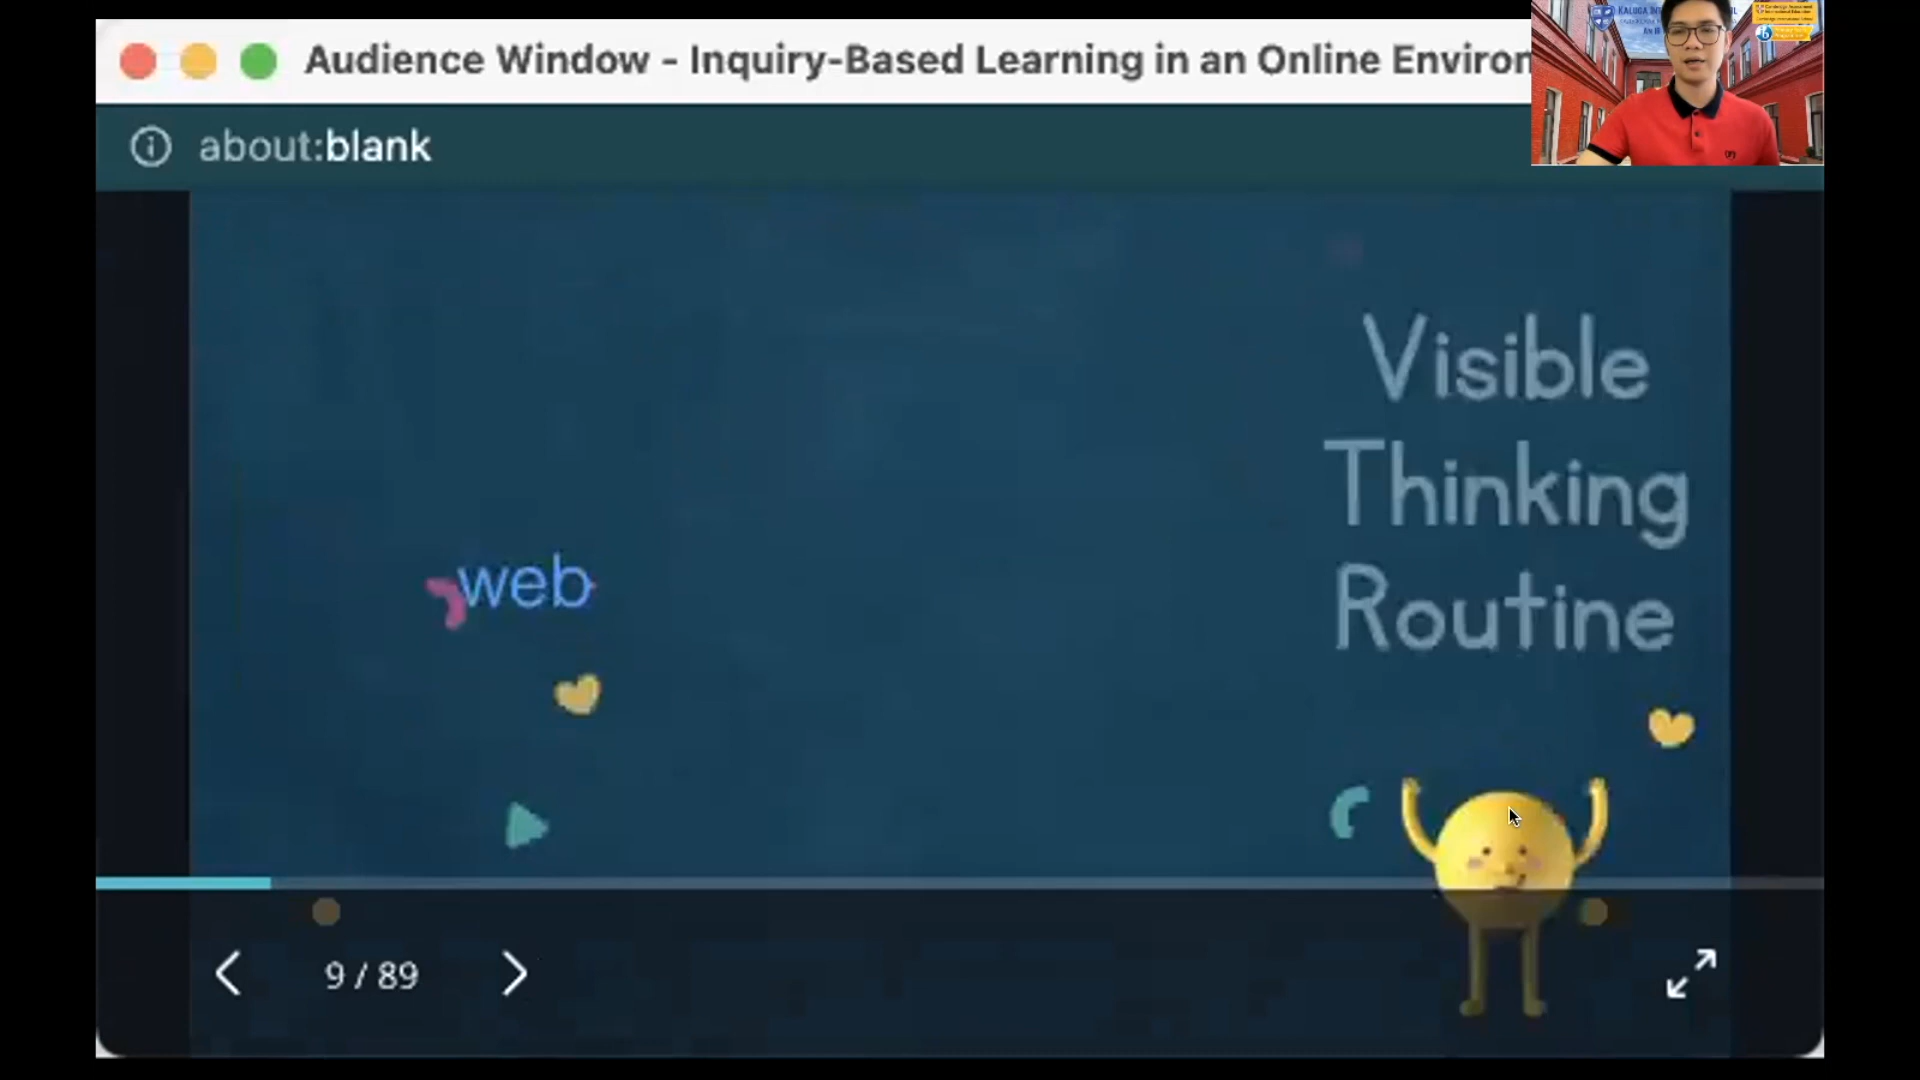 Audience Window - Inquiry-Based Learning in an Online Environ
about:blank
Visible
Thinking
Routine
web
9 / 89